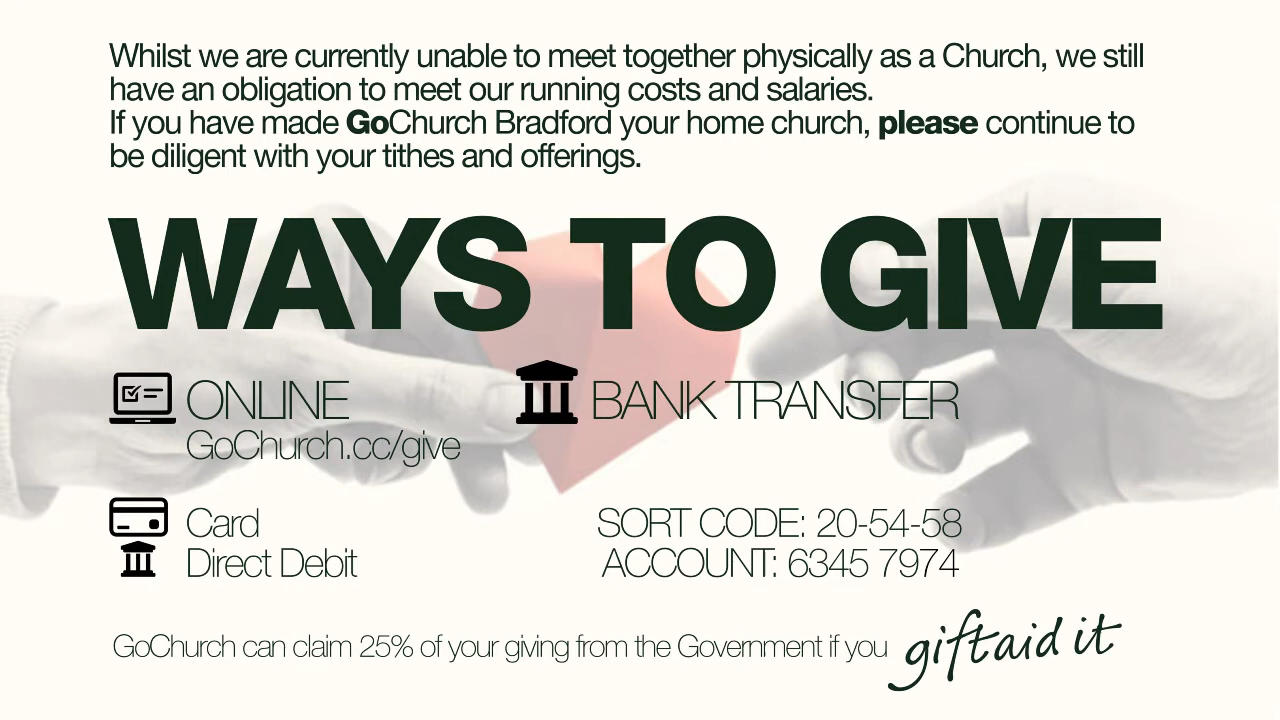 Whilst we are currently unable to meet together physically as a Church, we still
have an obligation to meet our running costs and salaries.
If you have made GoChurch Bradford your home church, please continue to
be diligent with your tithes and offerings.
WAYS TO GIVE
ONLINE
GoChurch.cc/give
Card
Direct Debit
BANK TRANSFER
SORT CODE: 20-54-58
ACCOUNT: 6345 7974
GoChurch can claim 25% of your giving from the Government if you giftaid it